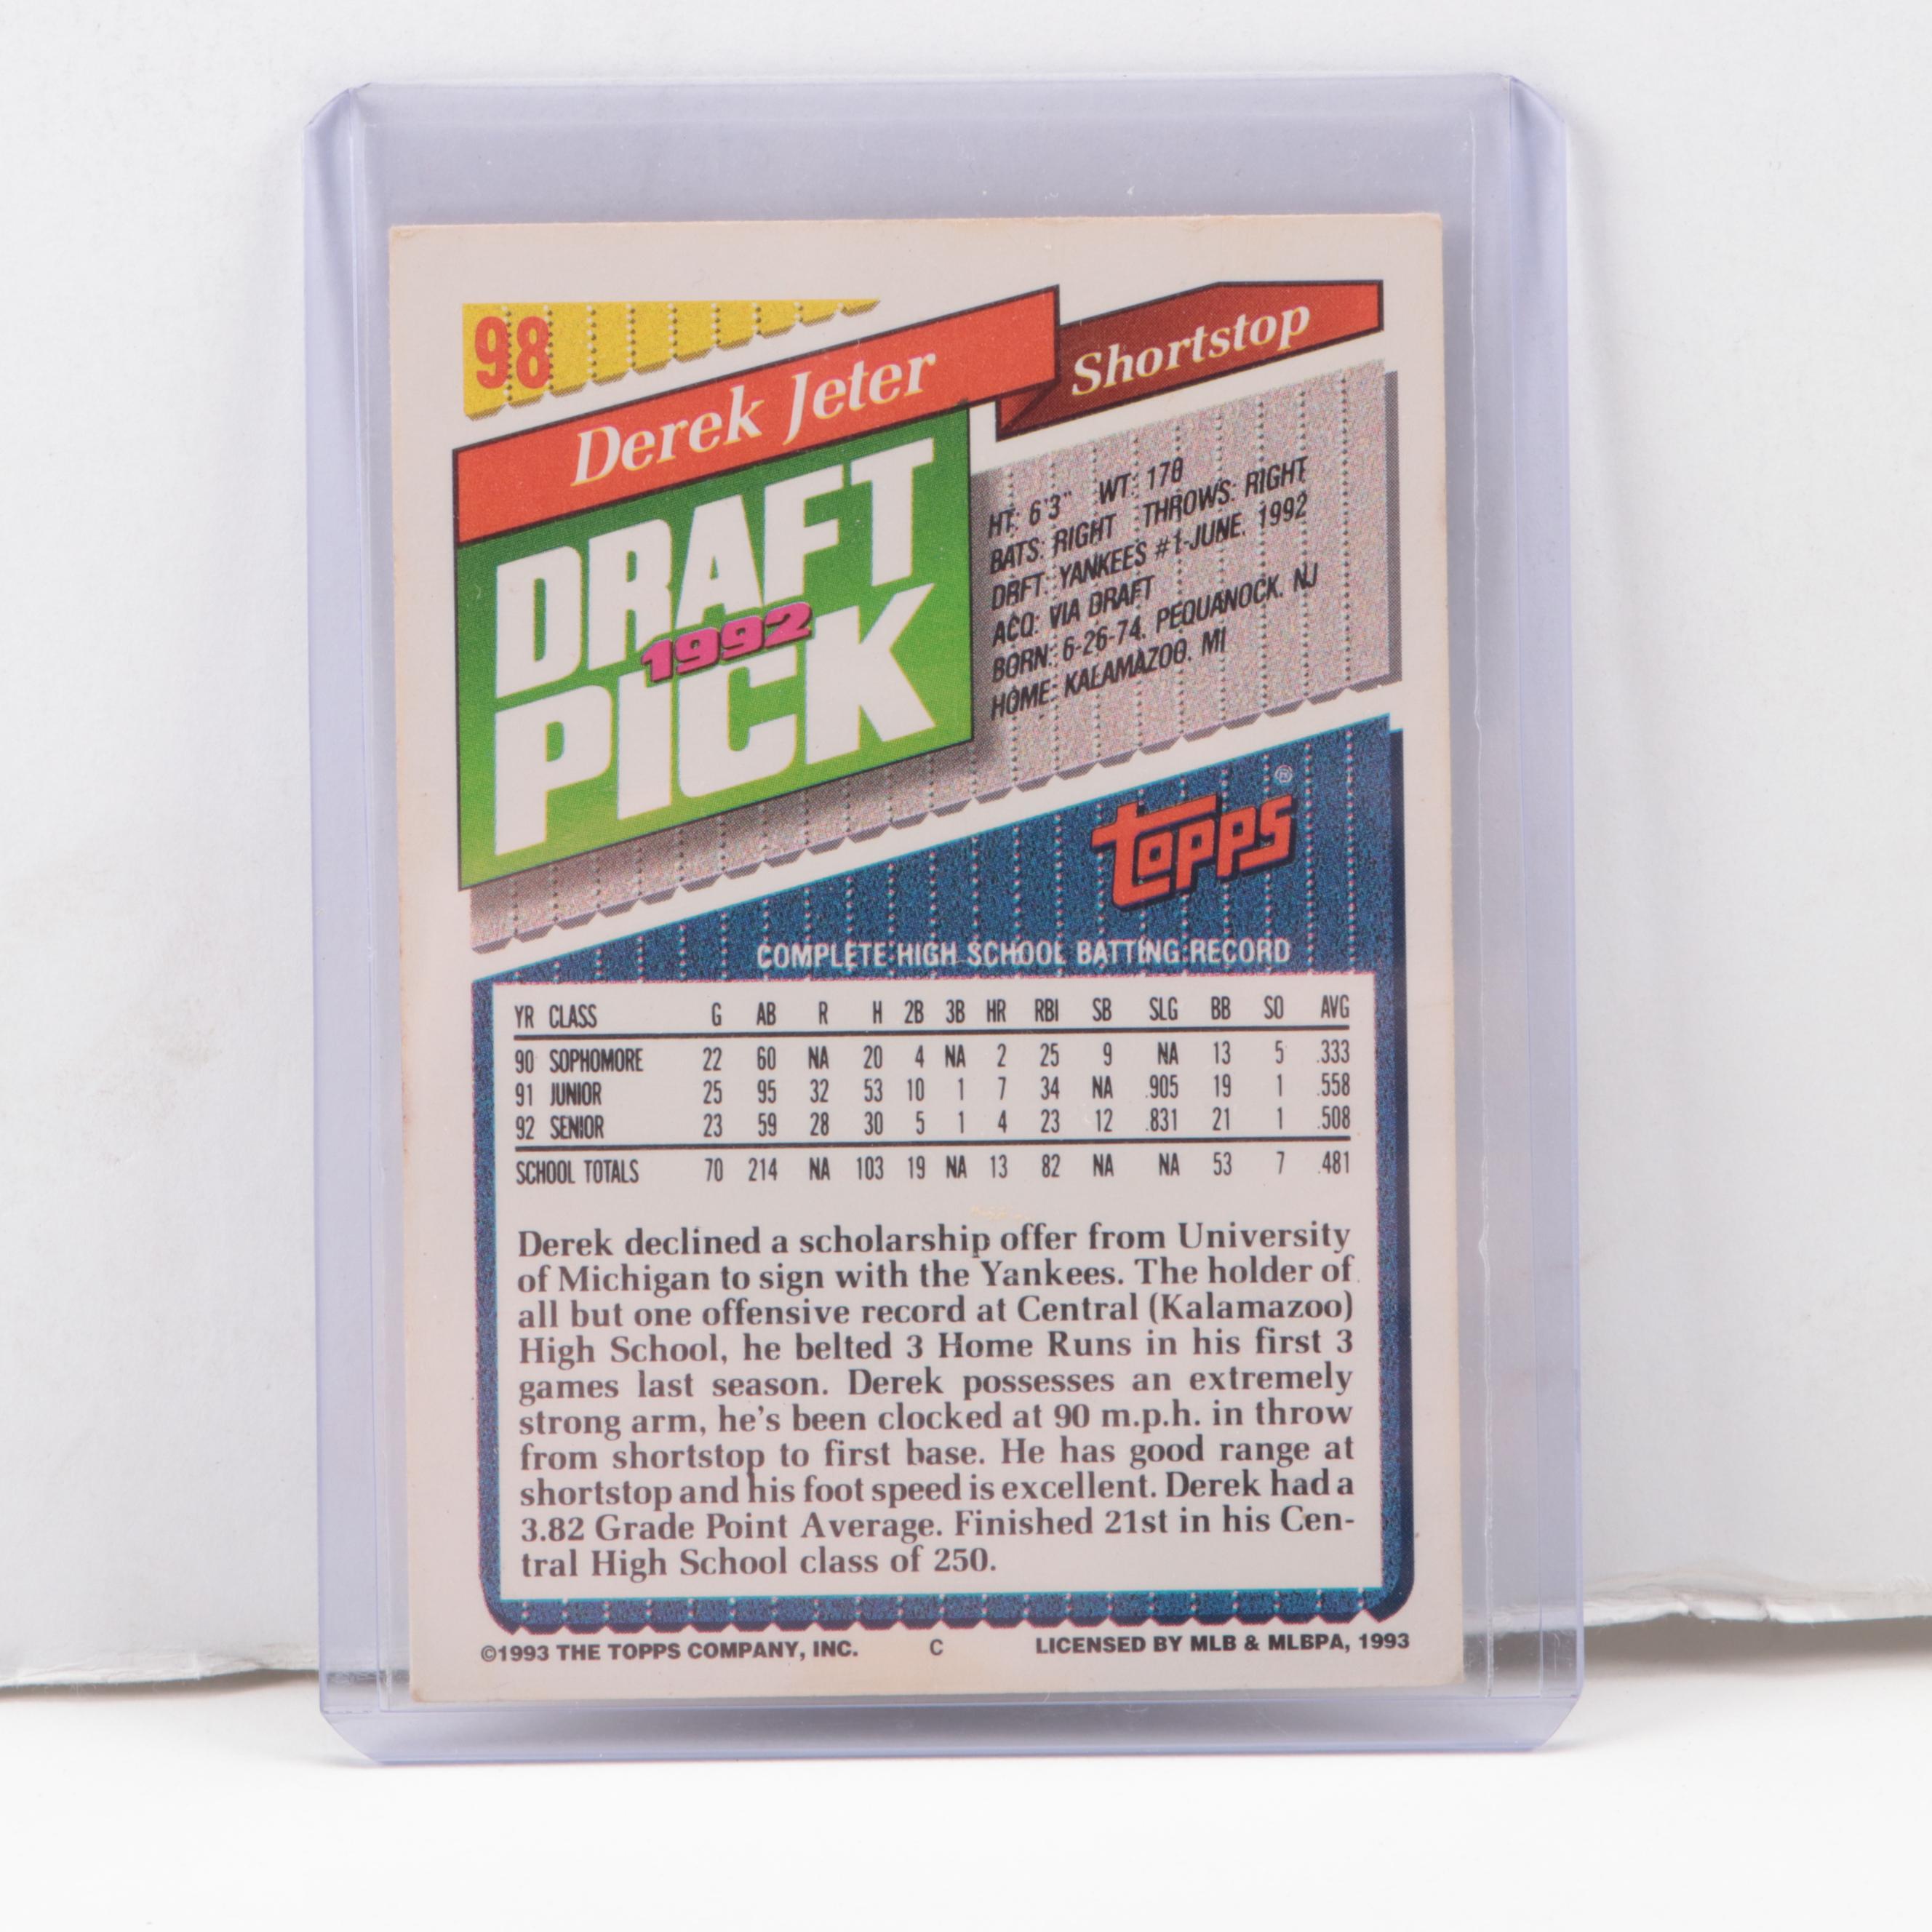 98
Derek Jeter
Shortstop
DRAFT
1992
PICK
HT: 6'3" WT: 170
BATS: RIGHT THROWS: RIGHT
DRFT: YANKEES #1-JUNE, 1992
ACQ: VIA DRAFT
BORN: 6-26-74, PEQUANOCK, NJ
HOME: KALAMAZOO, MI
topps®
COMPLETE HIGH SCHOOL BATTING RECORD
YR CLASS G AB R H 2B 3B HR RBI SB SLG BB SO AVG
90 SOPHOMORE 22 60 NA 20 4 NA 2 25 9 NA 13 5 .333
91 JUNIOR 25 95 32 53 10 1 7 34 NA .905 19 1 .558
92 SENIOR 23 59 28 30 5 1 4 23 12 .831 21 1 .508
SCHOOL TOTALS 70 214 NA 103 19 NA 13 82 NA NA 53 7 .481
Derek declined a scholarship offer from University
of Michigan to sign with the Yankees. The holder of
all but one offensive record at Central (Kalamazoo)
High School, he belted 3 Home Runs in his first 3
games last season. Derek possesses an extremely
strong arm, he's been clocked at 90 m.p.h. in throw
from shortstop to first base. He has good range at
shortstop and his foot speed is excellent. Derek had a
3.82 Grade Point Average. Finished 21st in his Cen-
tral High School class of 250.
©1993 THE TOPPS COMPANY, INC. C LICENSED BY MLB & MLBPA, 1993